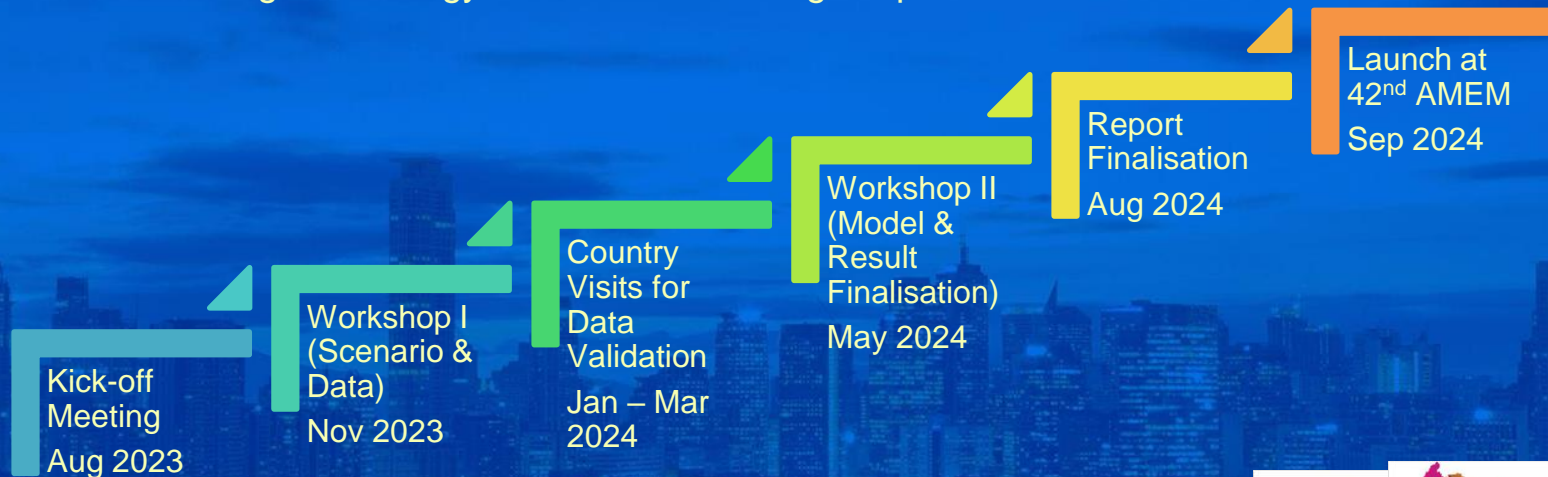 Kick-off
Meeting
Aug 2023
Workshop I
(Scenario &
Data)
Nov 2023
Country
Visits for
Data
Validation
Jan – Mar
2024
Workshop II
(Model &
Result
Finalisation)
May 2024
Report
Finalisation
Aug 2024
Launch at
42nd AMEM
Sep 2024